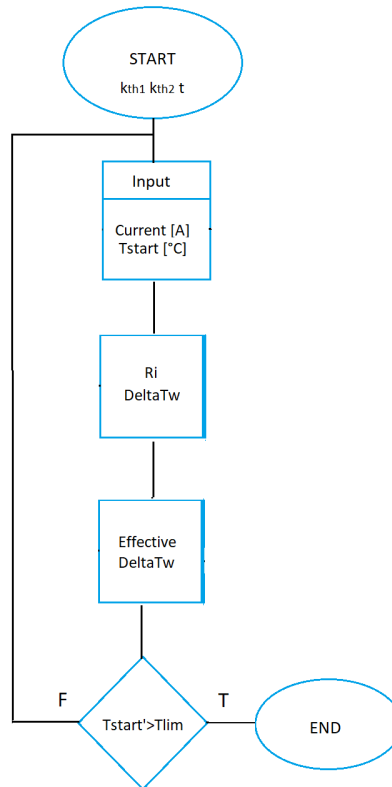 START
kth1 kth2 t
Input
Current [A]
Tstart [°C]
Ri
DeltaTw
Effective
DeltaTw
F
T
Tstart'>Tlim
END